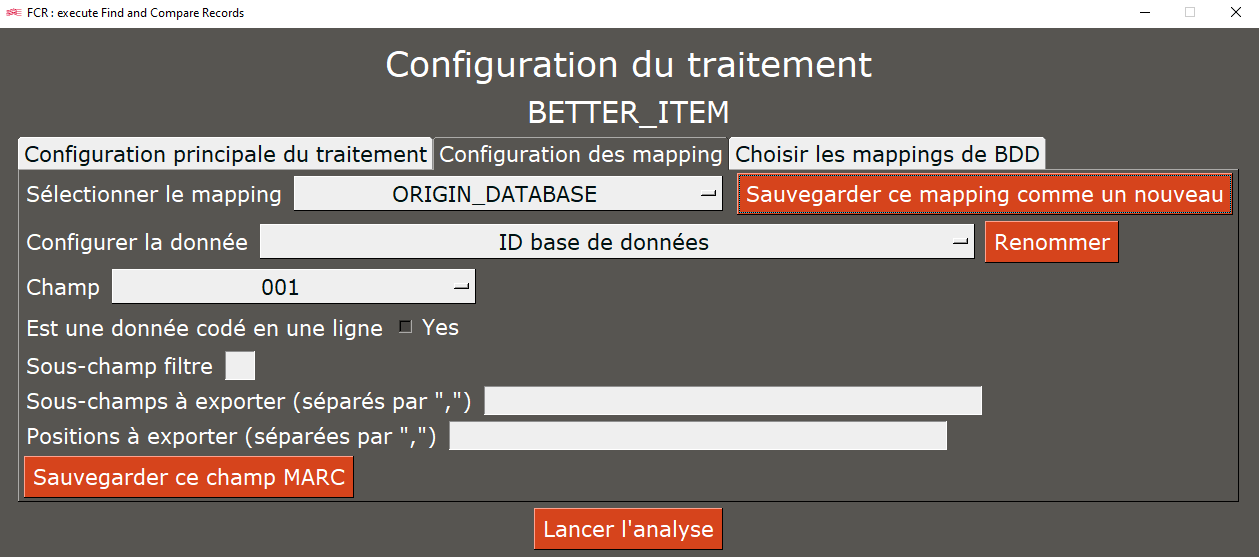 FCR : execute Find and Compare Records
Configuration du traitement
BETTER_ITEM
Configuration principale du traitement Configuration des mapping Choisir les mappings de BDD
Sélectionner le mapping ORIGIN_DATABASE Sauvegarder ce mapping comme un nouveau
Configurer la donnée ID base de données Renommer
Champ 001
Est une donnée codé en une ligne Yes
Sous-champ filtre
Sous-champs à exporter (séparés par ",")
Positions à exporter (séparées par ",")
Sauvegarder ce champ MARC
Lancer l'analyse